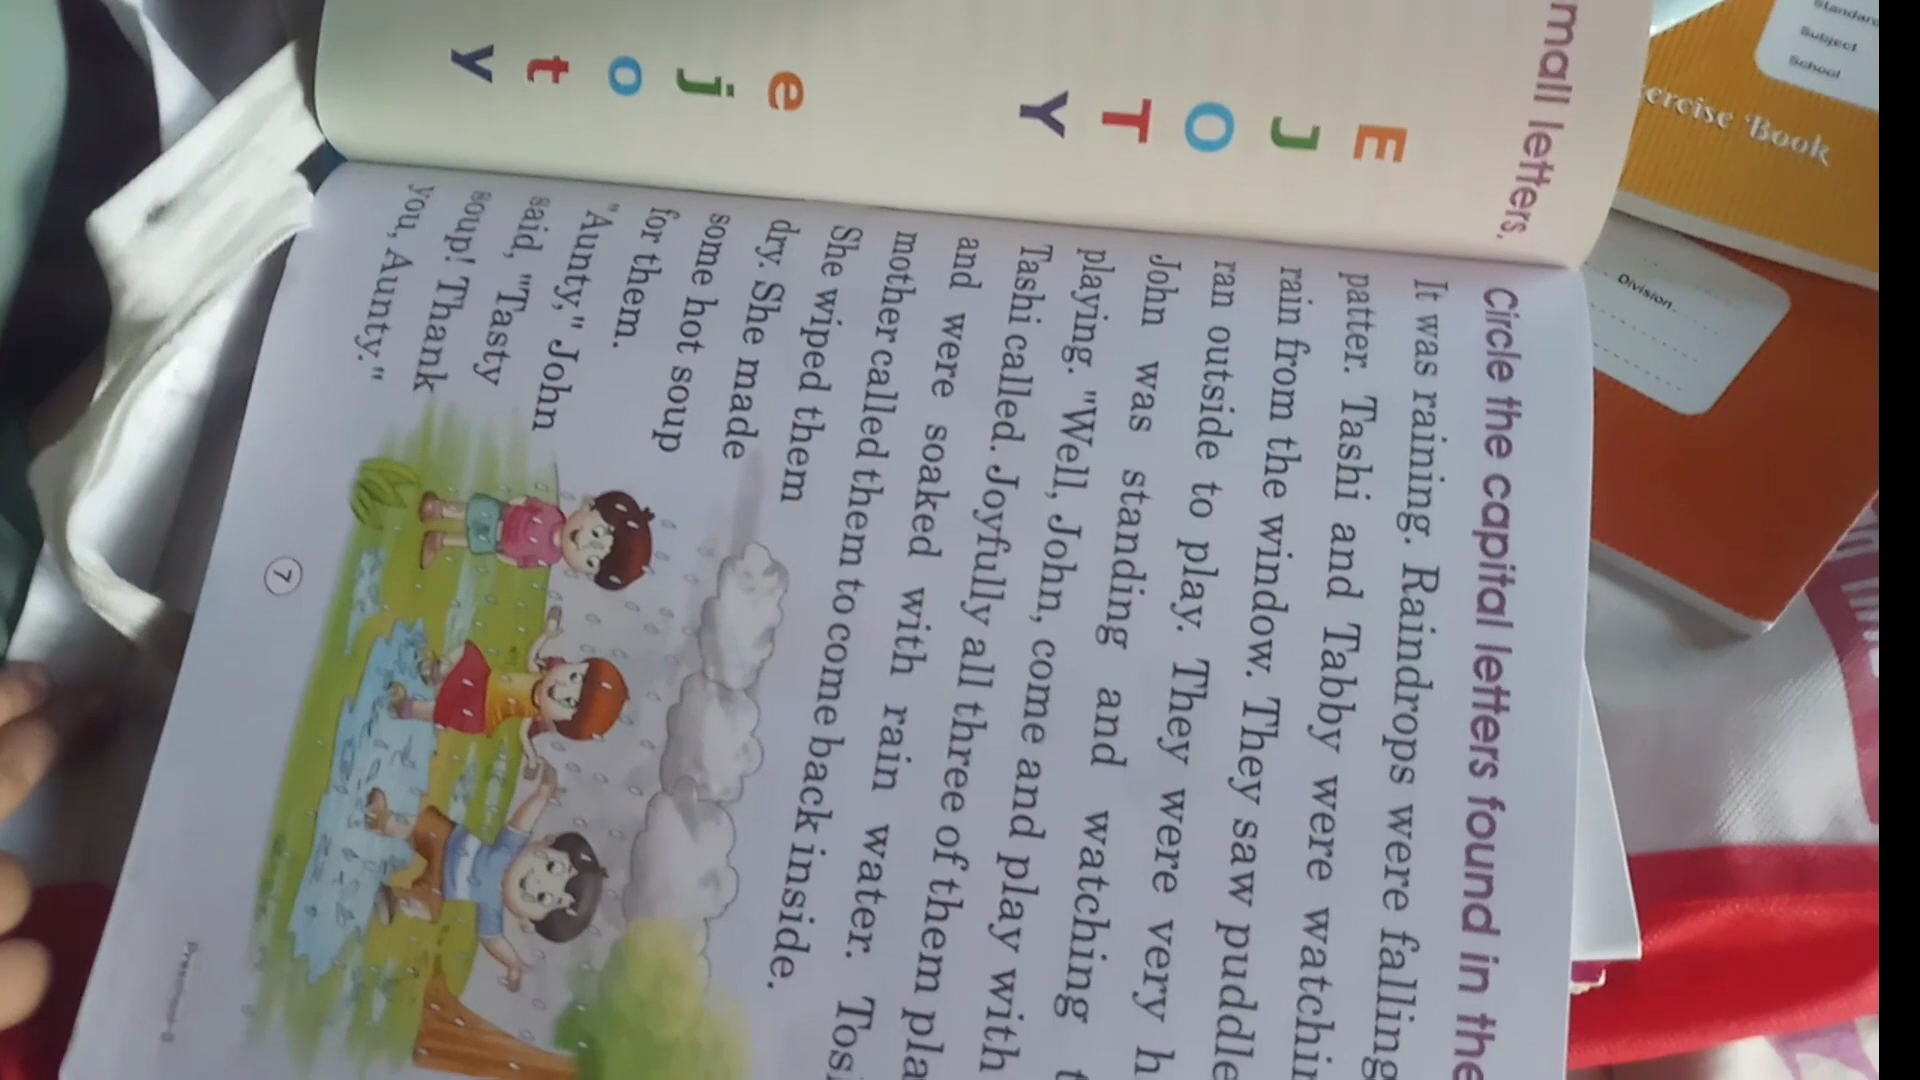 mall letters.
E
J
O
T
Y
e
j
o
t
y
Circle the capital letters found in the
It was raining. Raindrops were falling
patter. Tashi and Tabby were
rain from the window. They saw
ran outside to play. They were very
John was standing and watching
playing. "Well, John, come and play with
Tashi called. Joyfully all three of them
and were soaked with rain water.
mother called them to come back inside.
She wiped them
dry. She made
some hot soup
for them.
"Aunty," John
said, "Tasty
soup! Thank
you, Aunty."
7
Standard
Subject
School
ercise Book
Division